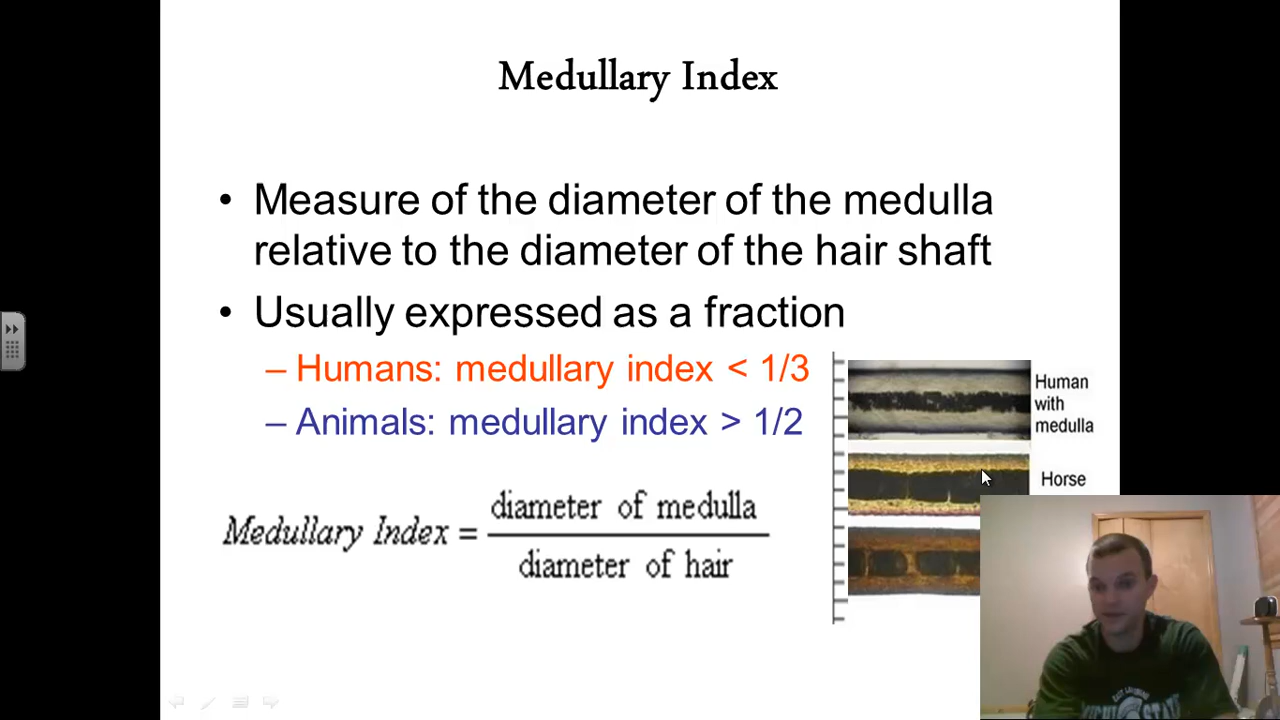 Medullary Index
• Measure of the diameter of the medulla
relative to the diameter of the hair shaft
• Usually expressed as a fraction
– Humans: medullary index < 1/3
– Animals: medullary index > 1/2
Human
with
medulla
Horse
Medullary Index = diameter of medulla
diameter of hair